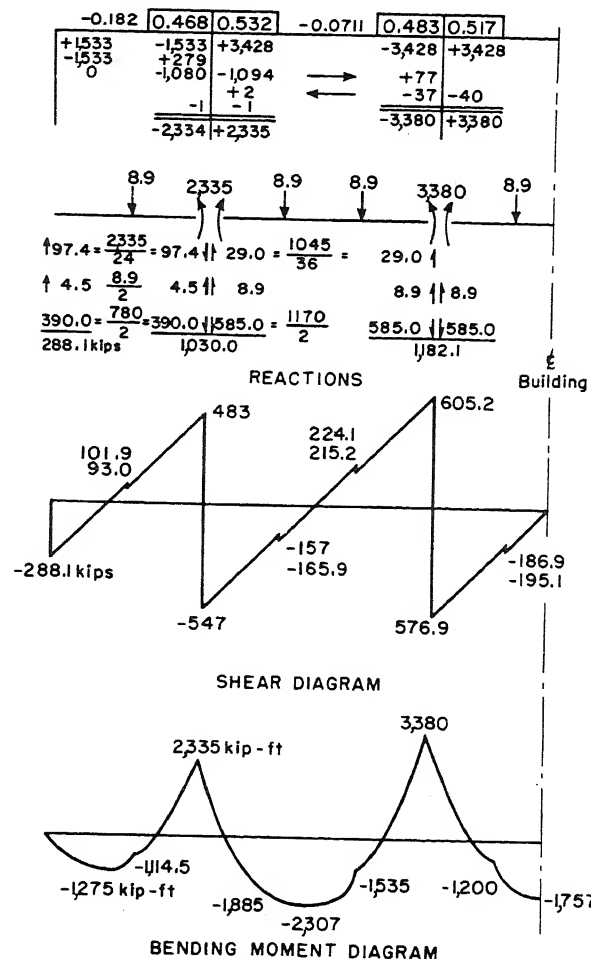 -0.182 0.468 0.532 -0.0711 0.483 0.517
+1,533 -1,533 +3,428 -3,428 +3,428
-1,533 +279
0 -1,080 -1,094 +77
+2 -37 -40
-1 -1
-2,334 +2,335 -3,380 +3,380
8.9 2335 8.9 8.9 3380 8.9
97.4 = 2335/24 = 97.4 29.0 = 1045/36 = 29.0
4.5 8.9/2 4.5 8.9 8.9 8.9
390.0 = 780/2 = 390.0 585.0 = 1170/2 585.0 585.0
288.1 kips 1,030.0 1,182.1
REACTIONS
℄
Building
483 605.2
101.9 224.1
93.0 215.2
-288.1 kips
-157 -186.9
-165.9 -195.1
-547 576.9
SHEAR DIAGRAM
3,380
2,335 kip-ft
-1,114.5 -1,535 -1,200 -1,757
-1,275 kip-ft
-1,885
-2,307
BENDING MOMENT DIAGRAM